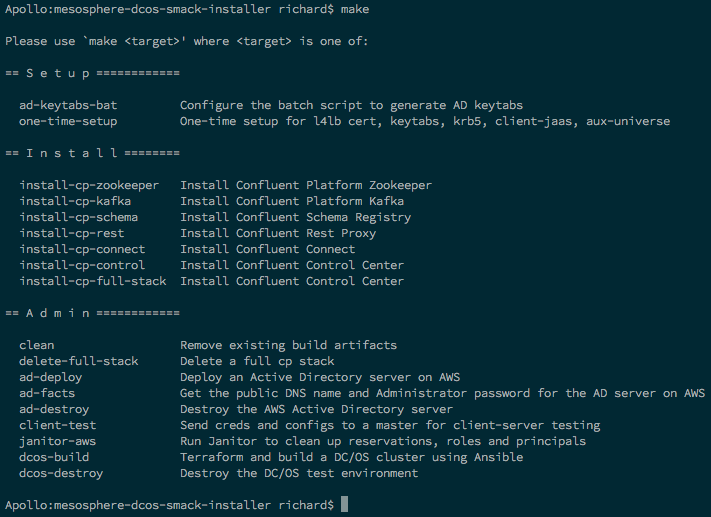 Apollo:mesosphere-dcos-smack-installer richard$ make
Please use `make <target>' where <target> is one of:
== S e t u p ============
ad-keytabs-bat Configure the batch script to generate AD keytabs
one-time-setup One-time setup for l4lb cert, keytabs, krb5, client-jaas, aux-universe
== I n s t a l l ========
install-cp-zookeeper Install Confluent Platform Zookeeper
install-cp-kafka Install Confluent Platform Kafka
install-cp-schema Install Confluent Schema Registry
install-cp-rest Install Confluent Rest Proxy
install-cp-connect Install Confluent Connect
install-cp-control Install Confluent Control Center
install-cp-full-stack Install Confluent Control Center
== A d m i n ============
clean Remove existing build artifacts
delete-full-stack Delete a full cp stack
ad-deploy Deploy an Active Directory server on AWS
ad-facts Get the public DNS name and Administrator password for the AD server on AWS
ad-destroy Destroy the AWS Active Directory server
client-test Send creds and configs to a master for client-server testing
janitor-aws Run Janitor to clean up reservations, roles and principals
dcos-build Terraform and build a DC/OS cluster using Ansible
dcos-destroy Destroy the DC/OS test environment
Apollo:mesosphere-dcos-smack-installer richard$